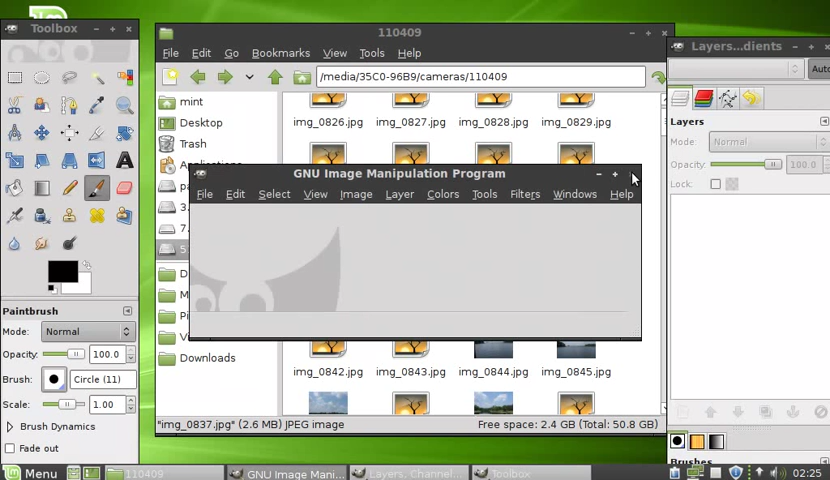 Toolbox
Paintbrush
Mode: Normal
Opacity: 100.0
Brush: Circle (11)
Scale: 1.00
Brush Dynamics
Fade out
110409
File Edit Go Bookmarks View Tools Help
/media/35C0-96B9/cameras/110409
mint
Desktop
Trash
Applications
Downloads
img_0826.jpg img_0827.jpg img_0828.jpg img_0829.jpg
GNU Image Manipulation Program
File Edit Select View Image Layer Colors Tools Filters Windows Help
img_0842.jpg img_0843.jpg img_0844.jpg img_0845.jpg
"img_0837.jpg" (2.6 MB) JPEG image Free space: 2.4 GB (Total: 50.8 GB)
Layers...dients
Auto
Layers
Mode: Normal
Opacity: 100.0
Lock:
Brushes
Menu 110409 GNU Image Mani... Layers, Channel... Toolbox 02:25